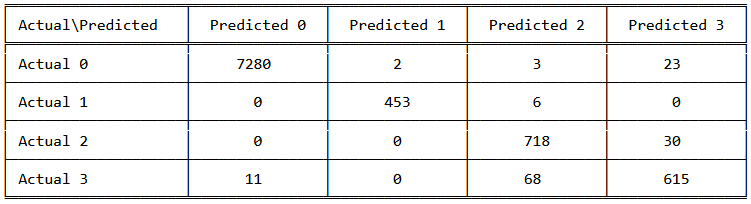 Actual\Predicted Predicted 0 Predicted 1 Predicted 2 Predicted 3
Actual 0 7280 2 3 23
Actual 1 0 453 6 0
Actual 2 0 0 718 30
Actual 3 11 0 68 615